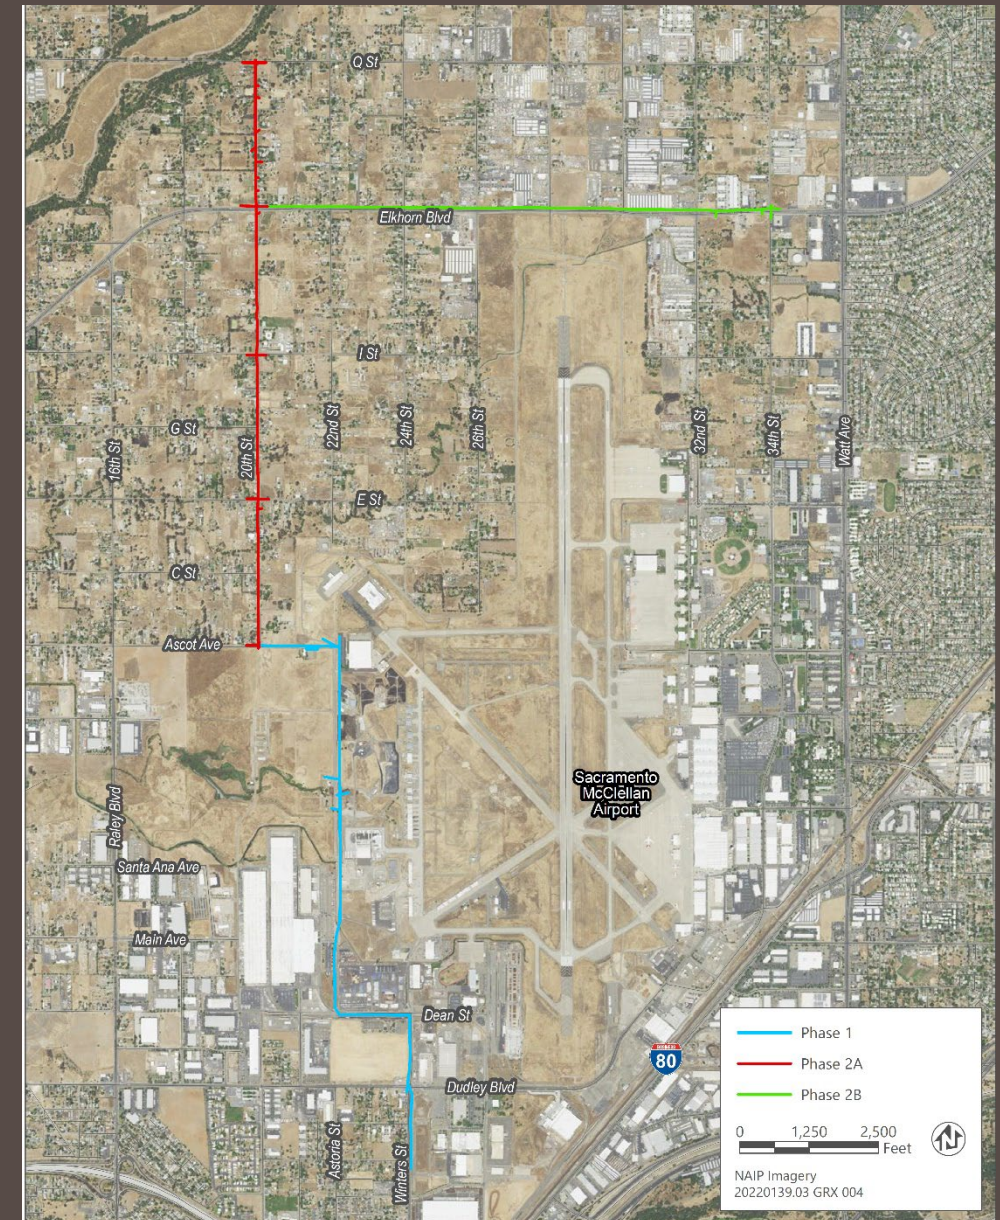 Q St
Elkhorn Blvd
I St
G St
16th St
20th St
22nd St
24th St
26th St
32nd St
34th St
Watt Ave
E St
C St
Ascot Ave
Sacramento
McClellan
Airport
Raley Blvd
Santa Ana Ave
Main Ave
Dean St
80
Dudley Blvd
Astoria St
Winters St
Phase 1
Phase 2A
Phase 2B
0 1,250 2,500
Feet
N
NAIP Imagery
20220139.03 GRX 004